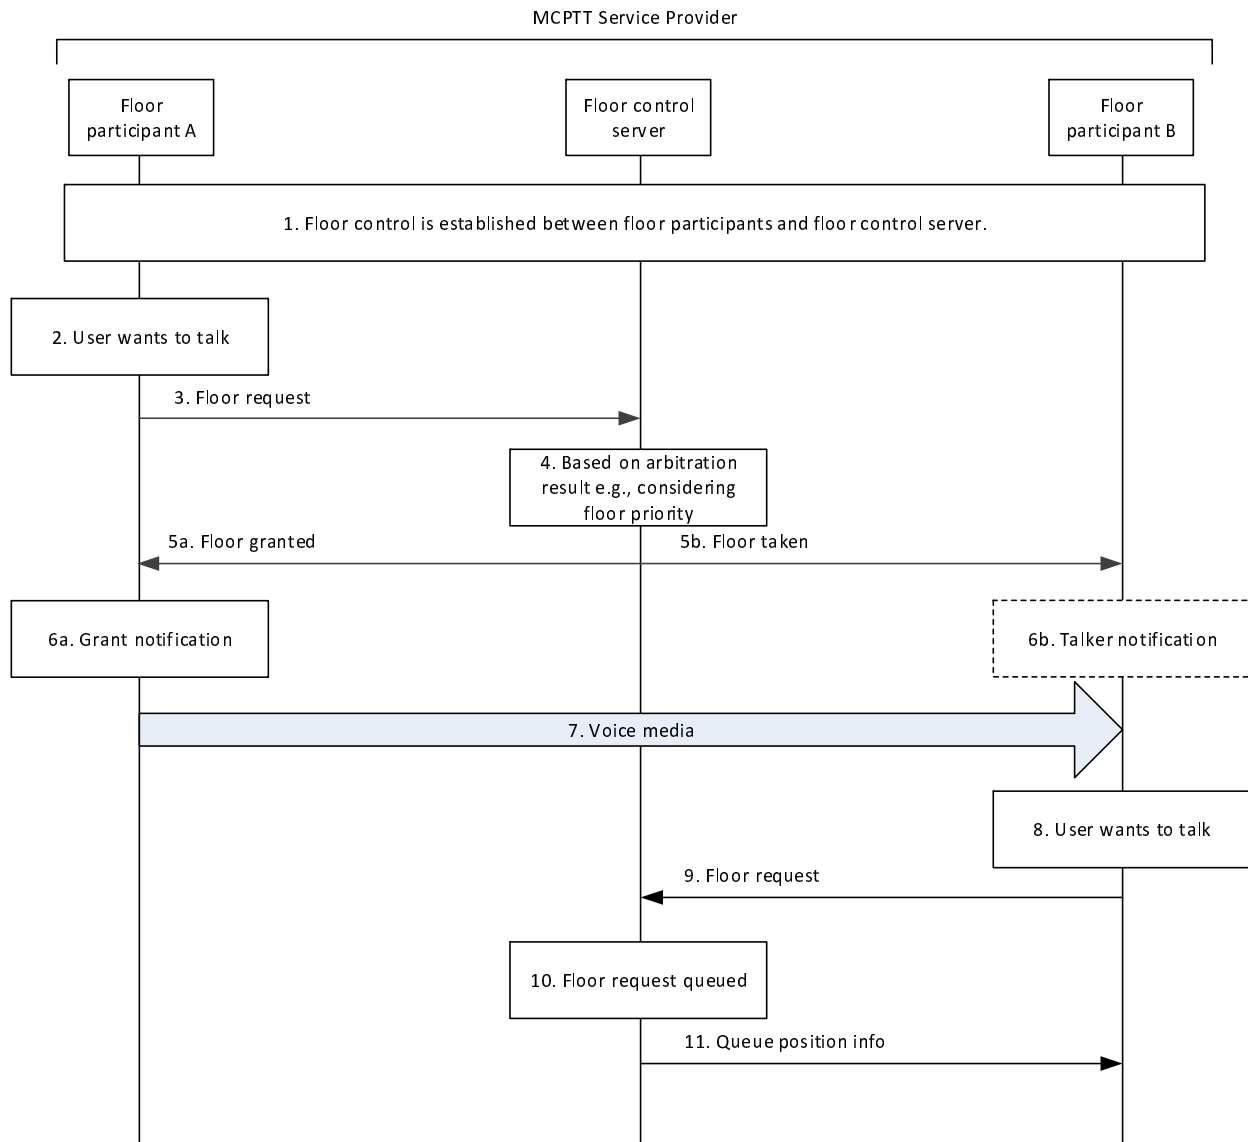 MCPTT Service Provider
Floor
participant A
Floor control
server
Floor
participant B
1. Floor control is established between floor participants and floor control server.
2. User wants to talk
3. Floor request
4. Based on arbitration
result e.g., considering
floor priority
5a. Floor granted
5b. Floor taken
6a. Grant notification
6b. Talker notification
7. Voice media
8. User wants to talk
9. Floor request
10. Floor request queued
11. Queue position info